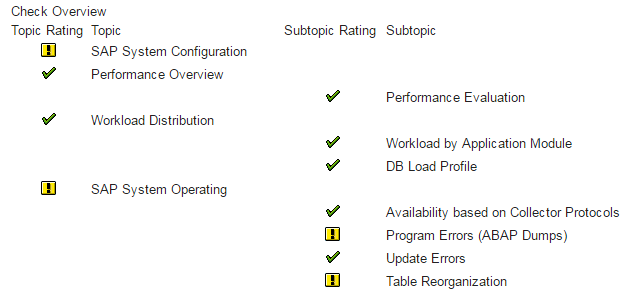 Check Overview
Topic Rating Topic Subtopic Rating Subtopic
SAP System Configuration
Performance Overview
Performance Evaluation
Workload Distribution
Workload by Application Module
DB Load Profile
SAP System Operating
Availability based on Collector Protocols
Program Errors (ABAP Dumps)
Update Errors
Table Reorganization